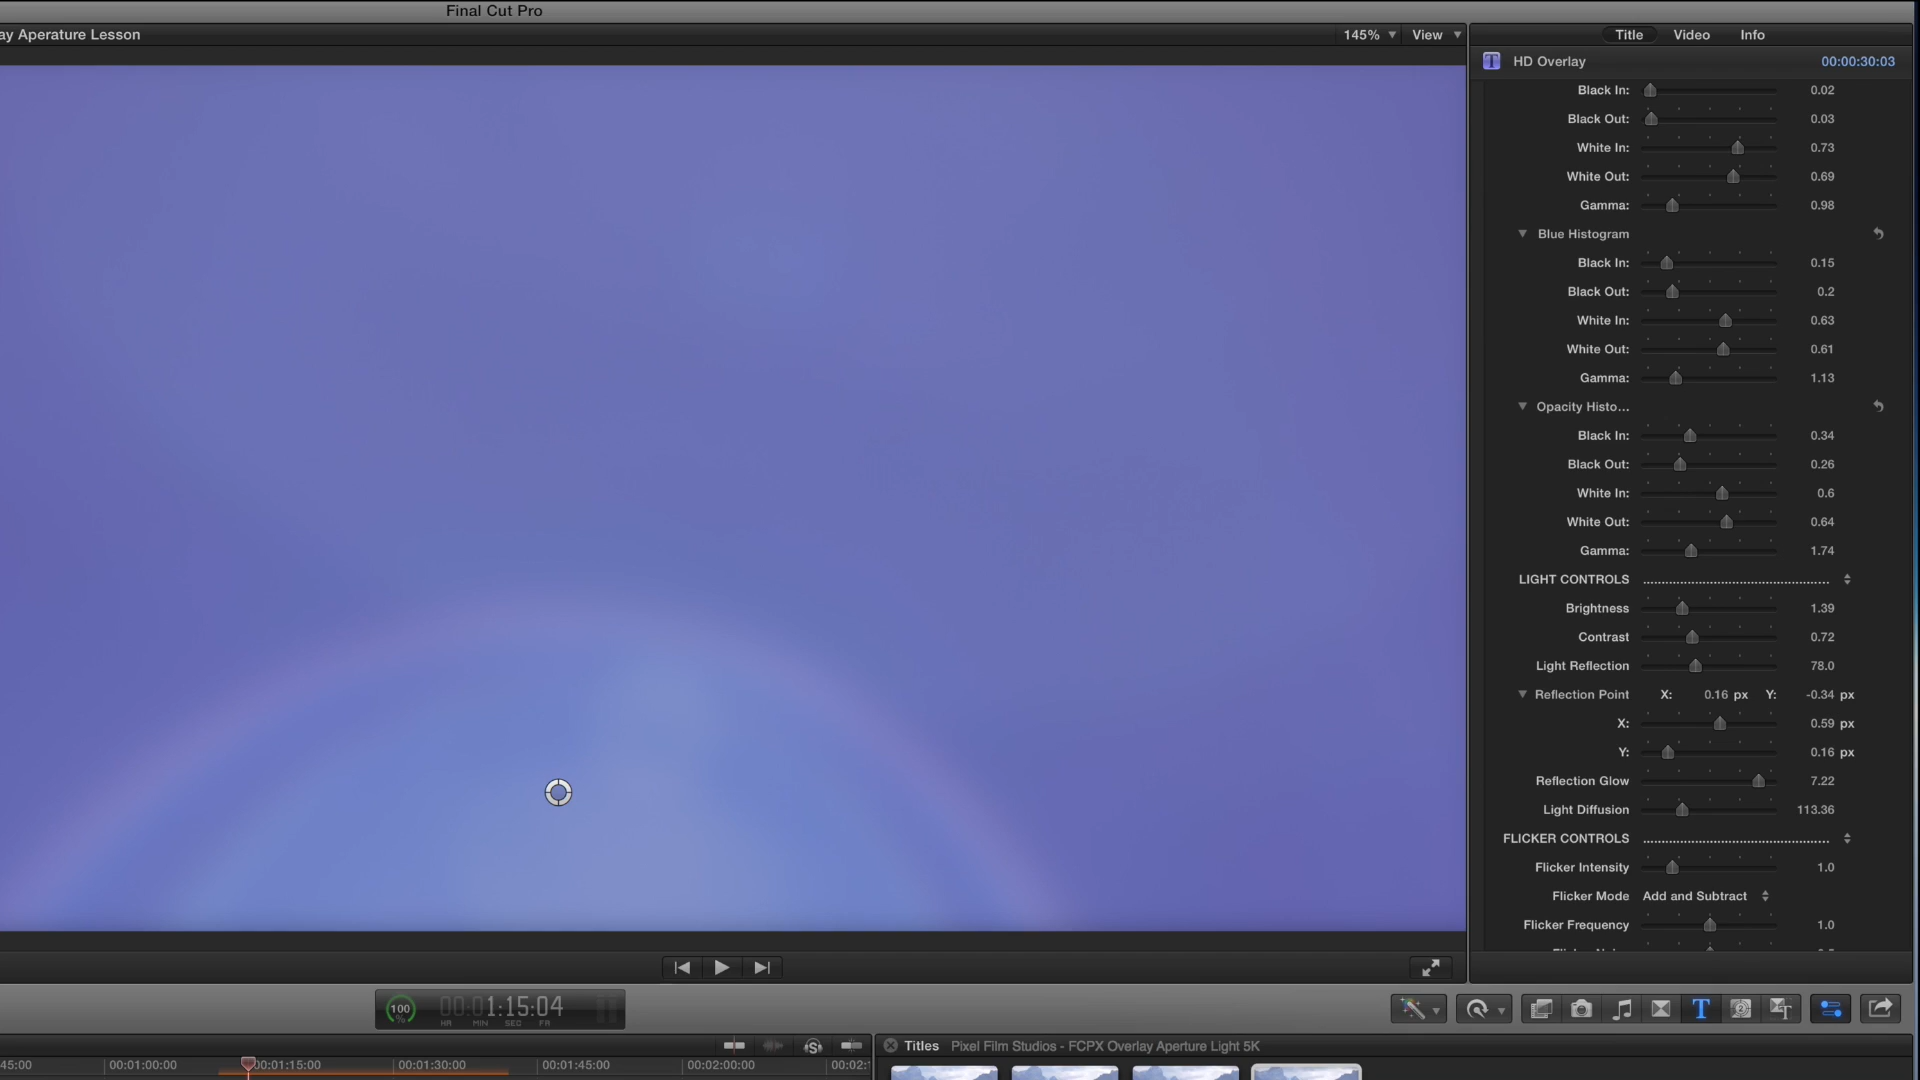 Final Cut Pro
ay Aperature Lesson
145% View
Title Video Info
HD Overlay 00:00:30:03
Black In: 0.02
Black Out: 0.03
White In: 0.73
White Out: 0.69
Gamma: 0.98
Blue Histogram
Black In: 0.15
Black Out: 0.2
White In: 0.63
White Out: 0.61
Gamma: 1.13
Opacity Histo...
Black In: 0.34
Black Out: 0.26
White In: 0.6
White Out: 0.64
Gamma: 1.74
LIGHT CONTROLS
Brightness 1.39
Contrast 0.72
Light Reflection 78.0
Reflection Point X: 0.16 px Y: -0.34 px
X: 0.59 px
Y: 0.16 px
Reflection Glow 7.22
Light Diffusion 113.36
FLICKER CONTROLS
Flicker Intensity 1.0
Flicker Mode Add and Subtract
Flicker Frequency 1.0
100 % 00:01:15:04
HR MIN SEC FR
Titles Pixel Film Studios - FCPX Overlay Aperture Light 5K
45:00 00:01:00:00 00:01:15:00 00:01:30:00 00:01:45:00 00:02:00:00 00:02: